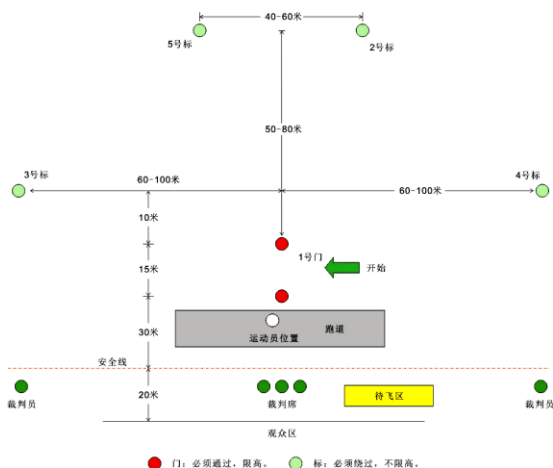 40-60米
5号标
2号标
50-80米
3号标
60-100米
4号标
60-100米
10米
1号门
15米
开始
跑道
30米
运动员位置
安全线
待飞区
20米
裁判员
裁判席
裁判员
观众区
门：必须通过，限高。
标：必须绕过，不限高。